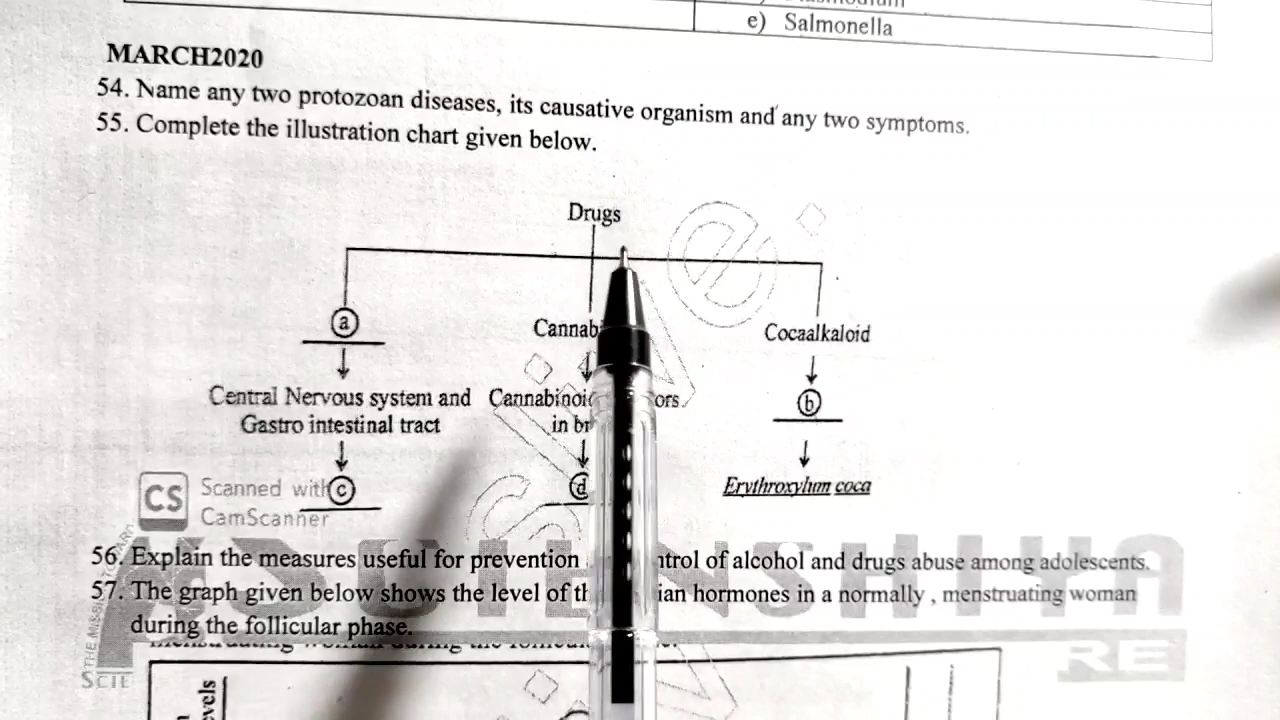 e) Salmonella
MARCH2020
54. Name any two protozoan diseases, its causative organism and any two symptoms.
55. Complete the illustration chart given below.
Drugs
a
Cannab
Cocaalkaloid
Central Nervous system and
Gastro intestinal tract
Cannabinoi ors.
in br
b
c
d
Erythroxylum coca
CS Scanned with
CamScanner
56. Explain the measures useful for prevention ntrol of alcohol and drugs abuse among adolescents.
57. The graph given below shows the level of th ian hormones in a normally , menstruating woman
during the follicular phase.
RE
SCIE
evels